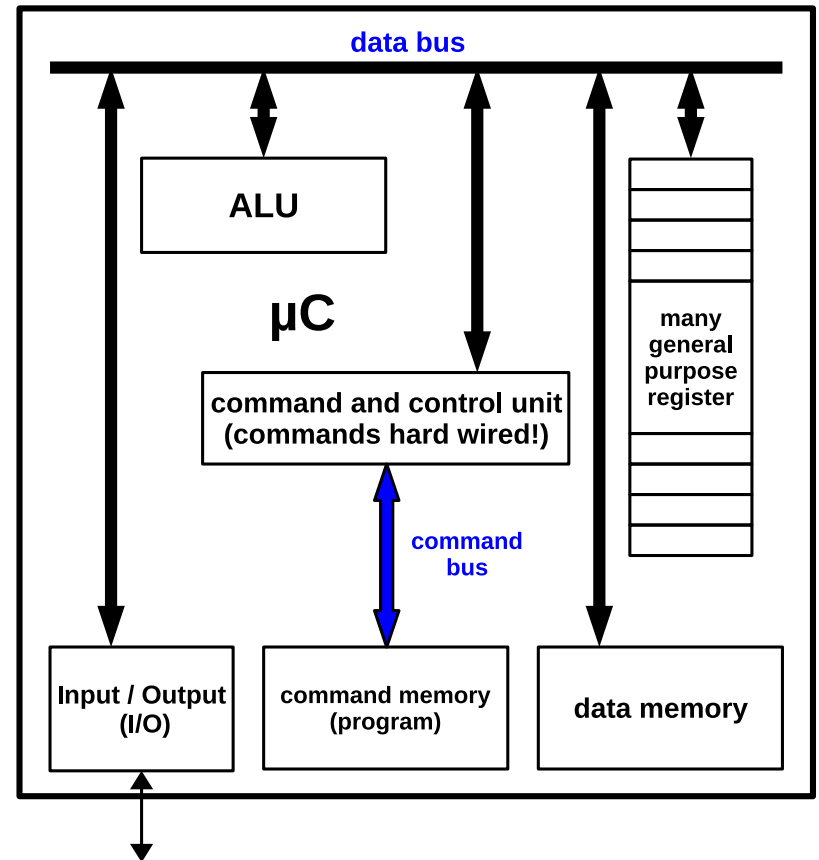 data bus
ALU
µC
many
general
purpose
register
command and control unit
(commands hard wired!)
command
bus
Input / Output
(I/O)
command memory
(program)
data memory